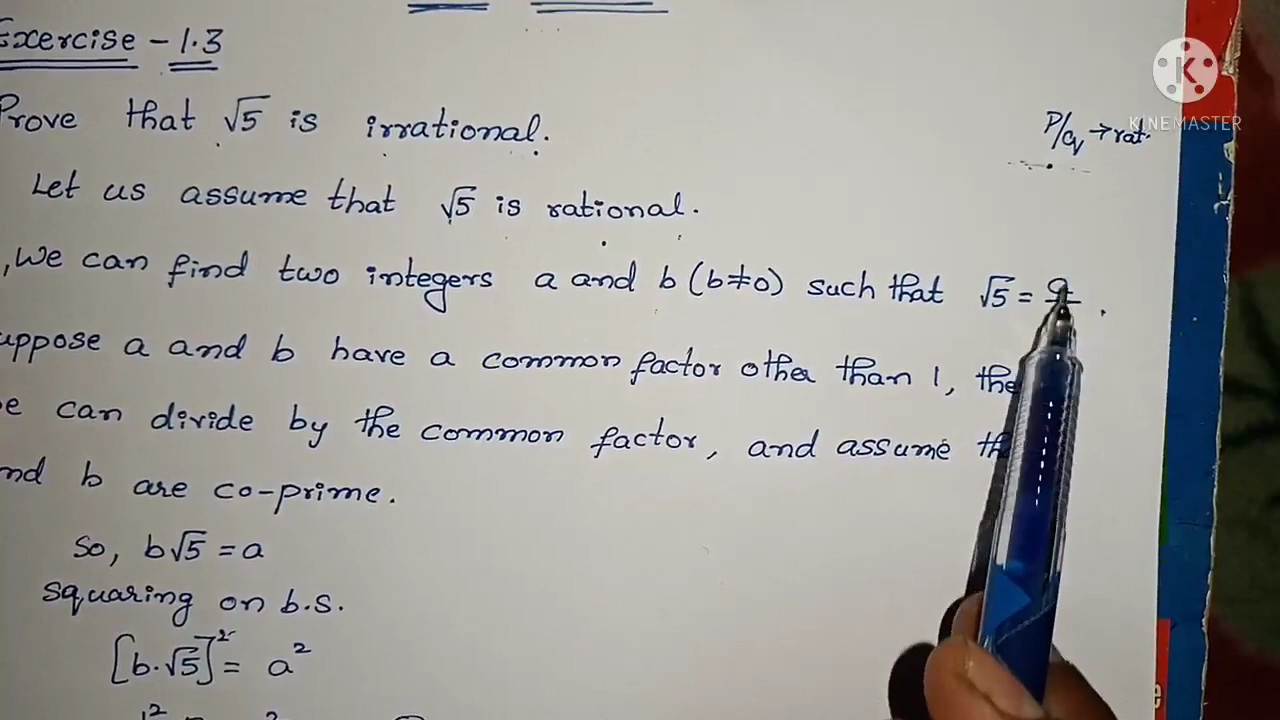 Exercise - 1.3
Prove that √5 is irrational.
KINEMASTER
P/q → rat.
Let us assume that √5 is rational.
, We can find two integers a and b (b≠0) such that √5 = a
uppose a and b have a common factor other than 1, the
e can divide by the common factor, and assume th
nd b are co-prime.
So, b√5 = a
squaring on b.s.
[b.√5]² = a²